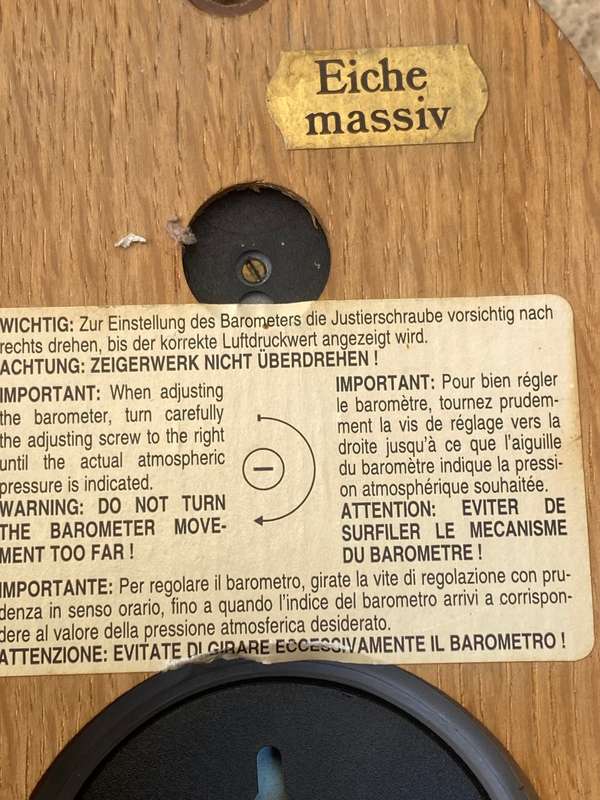 Eiche
massiv
WICHTIG: Zur Einstellung des Barometers die Justierschraube vorsichtig nach
rechts drehen, bis der korrekte Luftdruckwert angezeigt wird.
ACHTUNG: ZEIGERWERK NICHT ÜBERDREHEN !
IMPORTANT: When adjusting
the barometer, turn carefully
the adjusting screw to the right
until the actual atmospheric
pressure is indicated.
WARNING: DO NOT TURN
THE BAROMETER MOVE-
MENT TOO FAR !
IMPORTANT: Pour bien régler
le baromètre, tournez prudem-
ment la vis de réglage vers la
droite jusqu'à ce que l'aiguille
du baromètre indique la pressi-
on atmosphérique souhaitée.
ATTENTION: EVITER DE
SURFILER LE MECANISME
DU BAROMETRE !
IMPORTANTE: Per regolare il barometro, girate la vite di regolazione con pru-
denza in senso orario, fino a quando l'indice del barometro arrivi a corrispon-
dere al valore della pressione atmosferica desiderato.
ATTENZIONE: EVITATE DI GIRARE ECCESSIVAMENTE IL BAROMETRO !